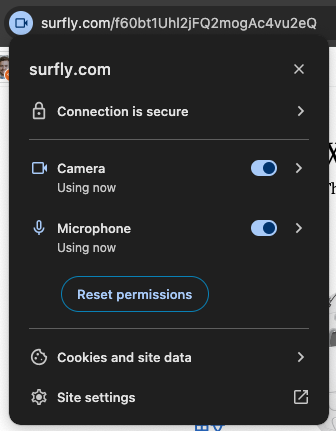 surfly.com/f60bt1Uhl2jFQ2mogAc4vu2eQ
surfly.com
Connection is secure
Camera
Using now
Microphone
Using now
Reset permissions
Cookies and site data
Site settings